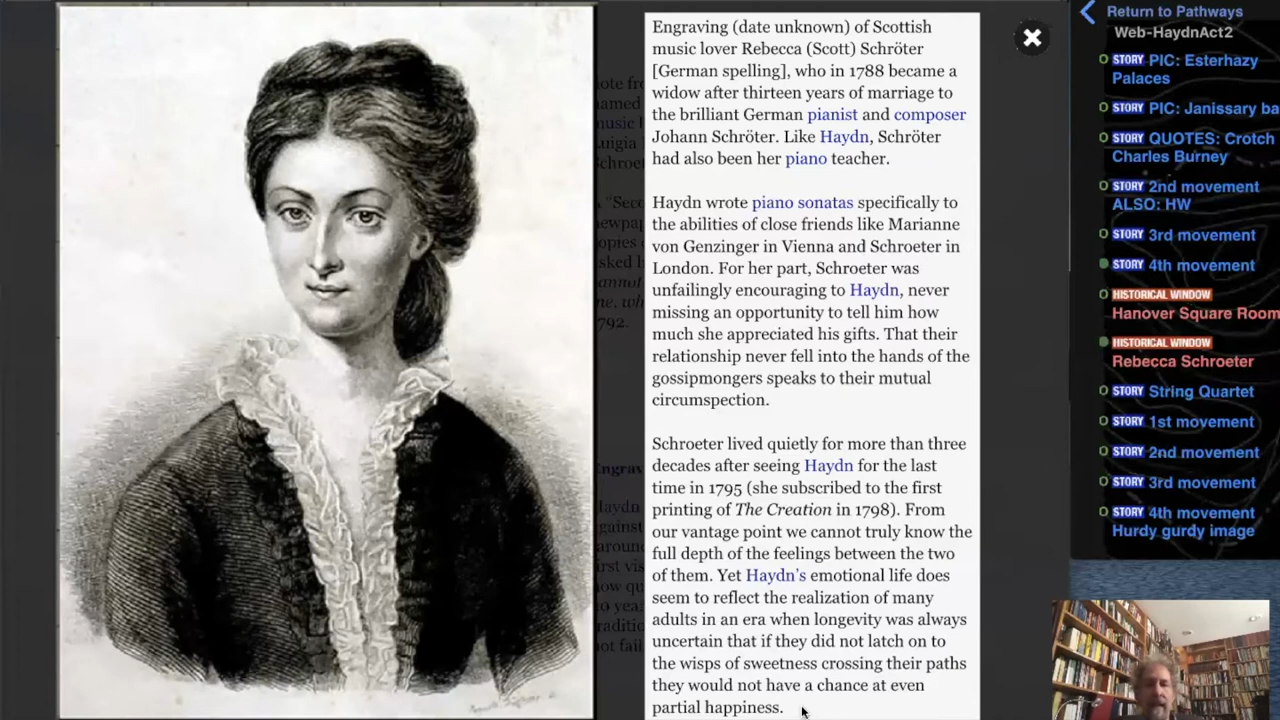 Engraving (date unknown) of Scottish
music lover Rebecca (Scott) Schröter
[German spelling], who in 1788 became a
widow after thirteen years of marriage to
the brilliant German pianist and composer
Johann Schröter. Like Haydn, Schröter
had also been her piano teacher.
Haydn wrote piano sonatas specifically to
the abilities of close friends like Marianne
von Genzinger in Vienna and Schroeter in
London. For her part, Schroeter was
unfailingly encouraging to Haydn, never
missing an opportunity to tell him how
much she appreciated his gifts. That their
relationship never fell into the hands of the
gossipmongers speaks to their mutual
circumspection.
Schroeter lived quietly for more than three
decades after seeing Haydn for the last
time in 1795 (she subscribed to the first
printing of The Creation in 1798). From
our vantage point we cannot truly know the
full depth of the feelings between the two
of them. Yet Haydn's emotional life does
seem to reflect the realization of many
adults in an era when longevity was always
uncertain that if they did not latch on to
the wisps of sweetness crossing their paths
they would not have a chance at even
partial happiness.
Return to Pathways
Web-HaydnAct2
STORY PIC: Esterhazy
Palaces
STORY PIC: Janissary ba
STORY QUOTES: Crotch
Charles Burney
STORY 2nd movement
ALSO: HW
STORY 3rd movement
STORY 4th movement
HISTORICAL WINDOW
Hanover Square Room
HISTORICAL WINDOW
Rebecca Schroeter
STORY String Quartet
STORY 1st movement
STORY 2nd movement
STORY 3rd movement
STORY 4th movement
Hurdy gurdy image